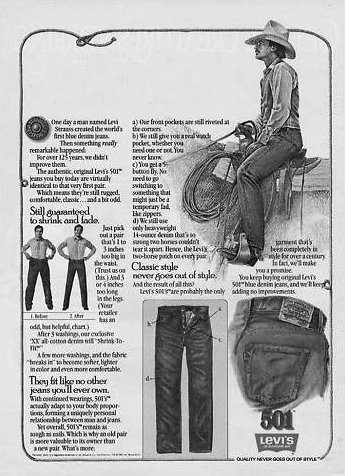 One day a man named Levi
Strauss created the world's
first blue denim jeans.
Then something really
remarkable happened:
For over 125 years, we didn't
improve them.
The authentic, original Levi's 501®
jeans you buy today are virtually
identical to that very first pair.
Which means they're still rugged,
comfortable, classic... and a bit odd.
Still guaranteed
to shrink and fade.
Just pick
out a pair
that's 1 to
3 inches
too big in
the waist.
(Trust us on
this.) And 3
or 4 inches
too long
in the legs.
(Your
retailer
has an
1. Before
2. After
odd, but helpful, chart.)
After 3 washings, our exclusive
"XX" all-cotton denim will "Shrink-To-
Fit®"
A few more washings, and the fabric
"breaks in" to become softer, lighter
in color and even more comfortable.
They fit like no other
jeans you'll ever own.
With continued wearings, 501's®
actually adapt to your body propor-
tions, forming a uniquely personal
relationship between man and jeans.
Yet overall, 501's® remain as
tough as nails. Which is why an old pair
is more valuable to its owner than
a new pair. What's more:
a) Our front pockets are still riveted at
the corners.
b) We still give you a real watch
pocket, whether you
need one or not. You
never know.
c) You get a
button fly. No
need to go
switching to
something that
might just be a
temporary fad,
like zippers.
d) We still use
only heavyweight
14-ounce denim that's so
strong two horses couldn't
tear it apart. Hence, the Levi's
two-horse patch on every pair.
Classic style
never goes out of style.
And the result of all this?
Levi's 501's® are probably the only
garment that's
been completely in
style for over a century.
In fact, we'll make
you a promise.
You keep buying original Levi's
501® blue denim jeans, and we'll keep
adding no improvements.
a
b
c
d
501
LEVI'S
QUALITY NEVER GOES OUT OF STYLE.